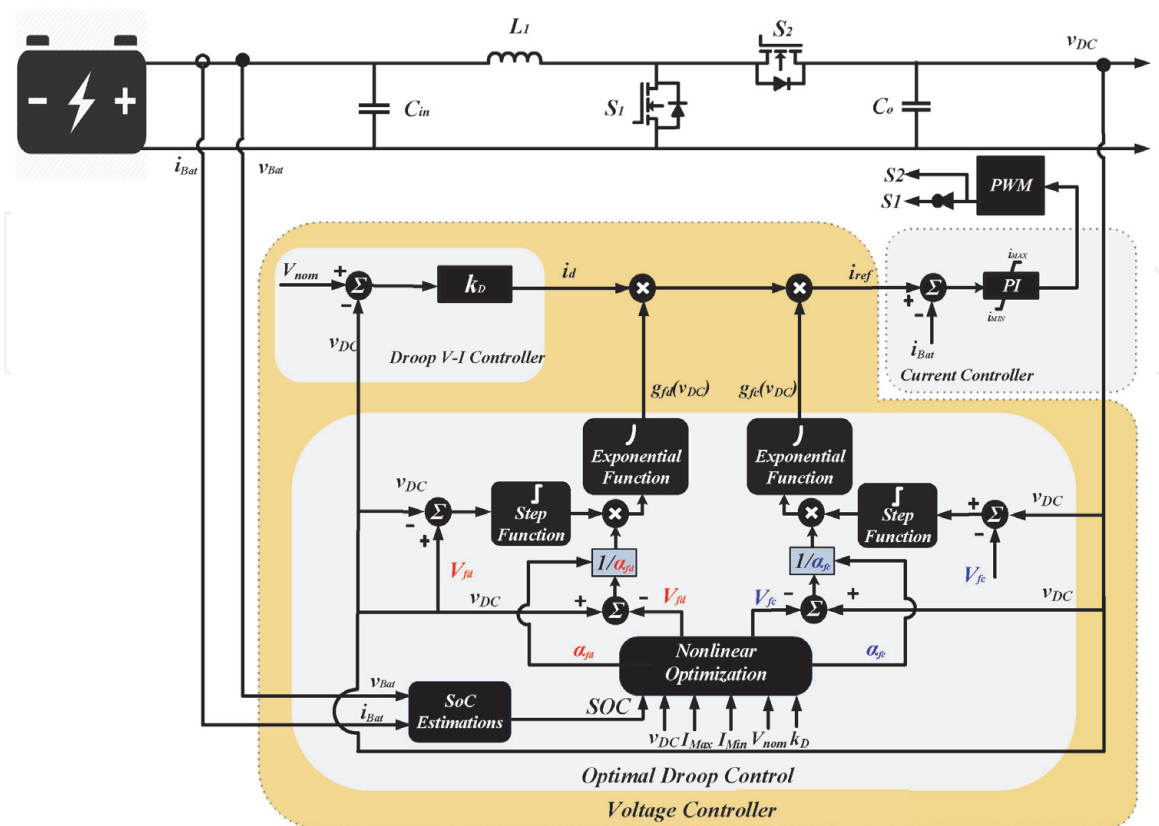 L1
S2
vDC
S1
Cin
Co
iBat
vBat
S2
S1
PWM
Vnom
+
Σ
−
kD
id
×
×
iref
+
Σ
−
iMAX
PI
iMIN
vDC
iBat
Droop V-I Controller
Current Controller
gfd(vDC)
gfc(vDC)
Exponential Function
Exponential Function
vDC
−
Σ
+
Step Function
×
×
Step Function
+
Σ
−
vDC
Vfd
1/αfd
1/αfc
Vfc
vDC
+
Σ
−
Vfd
Vfc
−
Σ
+
vDC
αfd
Nonlinear Optimization
αfc
vBat
iBat
SoC Estimations
SOC
vDC IMax IMin Vnom kD
Optimal Droop Control
Voltage Controller